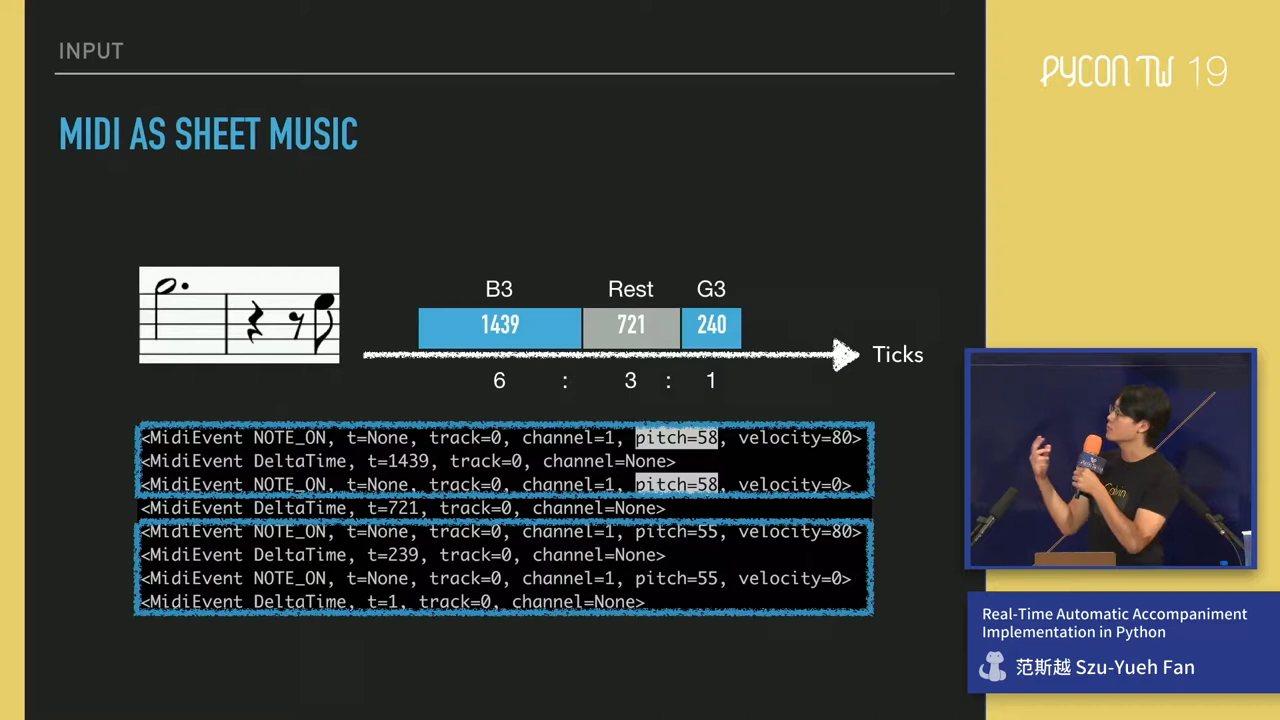 INPUT
PYCON TW 19
MIDI AS SHEET MUSIC
B3 Rest G3
1439 721 240
Ticks
6 : 3 : 1
<MidiEvent NOTE_ON, t=None, track=0, channel=1, pitch=58, velocity=80>
<MidiEvent DeltaTime, t=1439, track=0, channel=None>
<MidiEvent NOTE_ON, t=None, track=0, channel=1, pitch=58, velocity=0>
<MidiEvent DeltaTime, t=721, track=0, channel=None>
<MidiEvent NOTE_ON, t=None, track=0, channel=1, pitch=55, velocity=80>
<MidiEvent DeltaTime, t=239, track=0, channel=None>
<MidiEvent NOTE_ON, t=None, track=0, channel=1, pitch=55, velocity=0>
<MidiEvent DeltaTime, t=1, track=0, channel=None>
Real-Time Automatic Accompaniment
Implementation in Python
范斯越 Szu-Yueh Fan